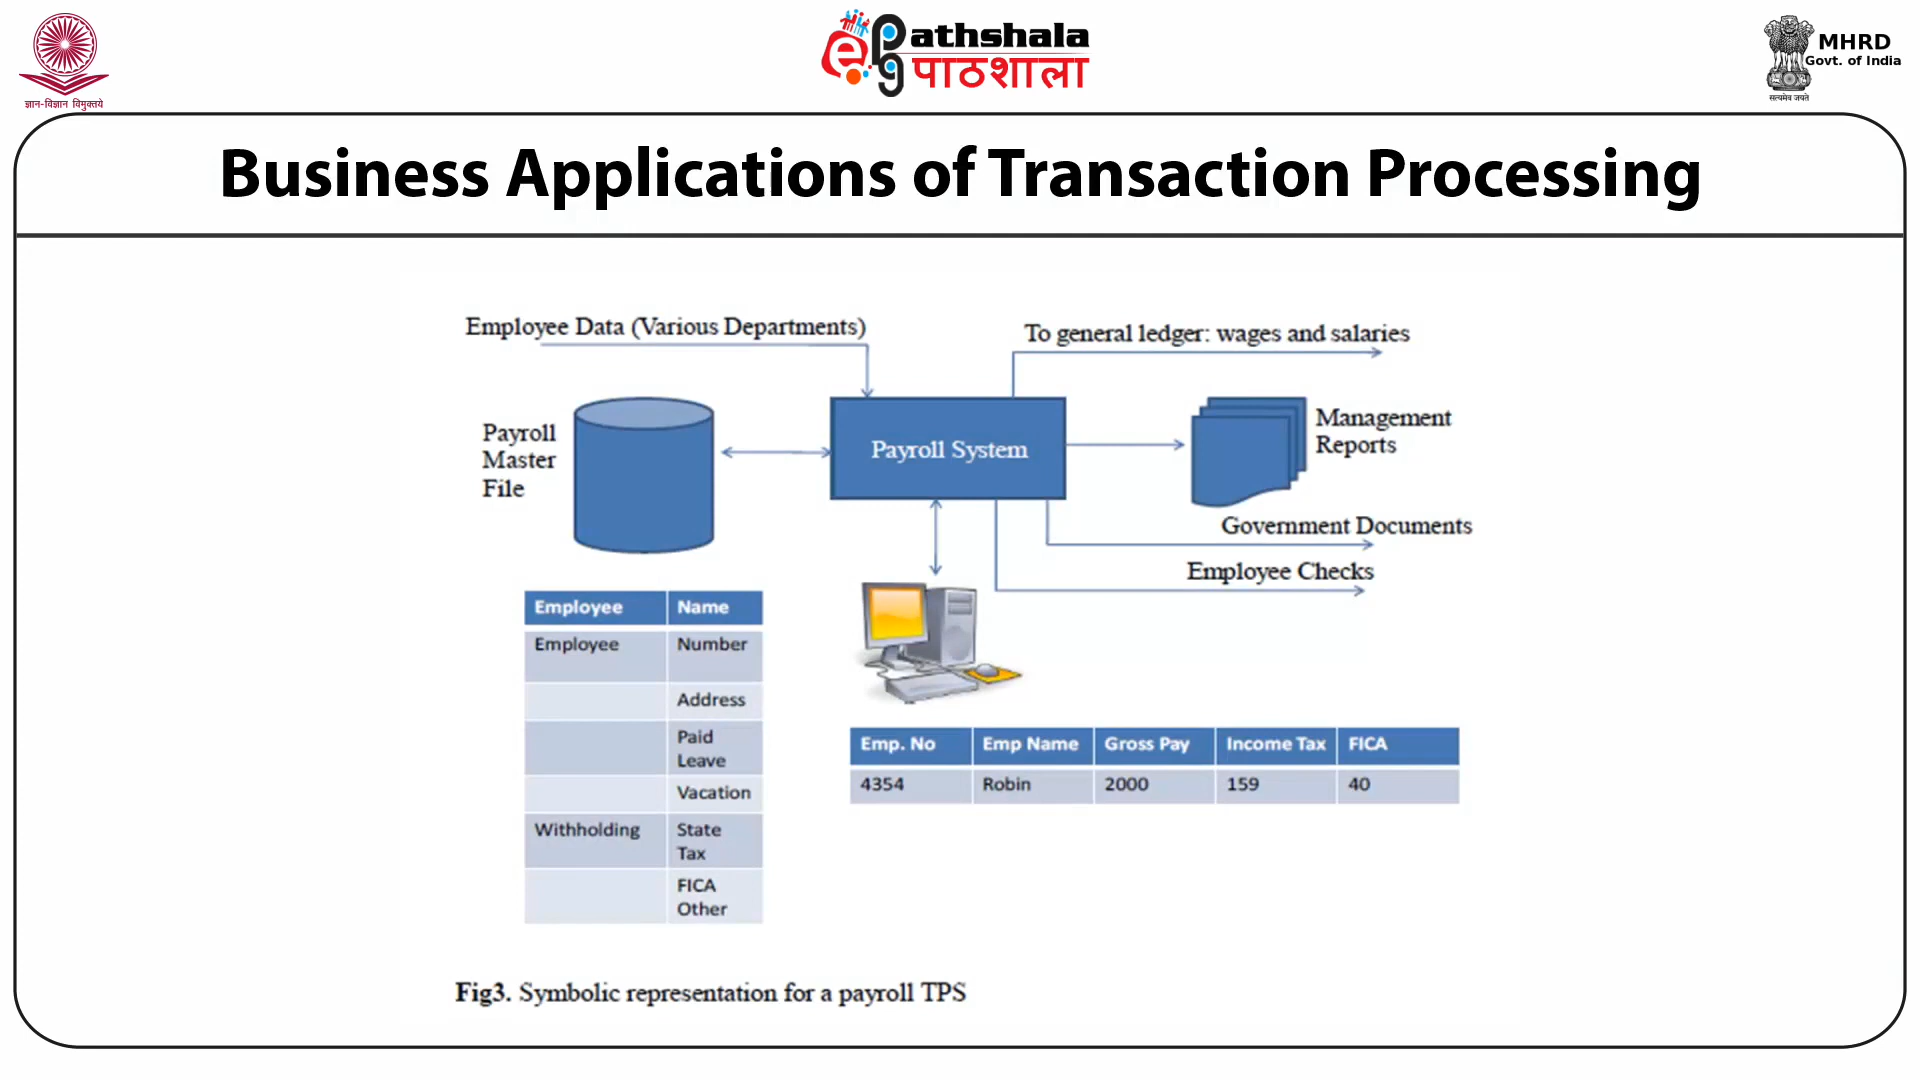 ज्ञान-विज्ञान विमुक्तये
ePathshala
पाठशाला
MHRD
Govt. of India
सत्यमेव जयते
Business Applications of Transaction Processing
Employee Data (Various Departments)
To general ledger: wages and salaries
Payroll
Master
File
Payroll System
Management
Reports
Government Documents
Employee Checks
Employee Name
Employee Number
Address
Paid
Leave
Vacation
Withholding State
Tax
FICA
Other
Emp. No Emp Name Gross Pay Income Tax FICA
4354 Robin 2000 159 40
Fig3. Symbolic representation for a payroll TPS